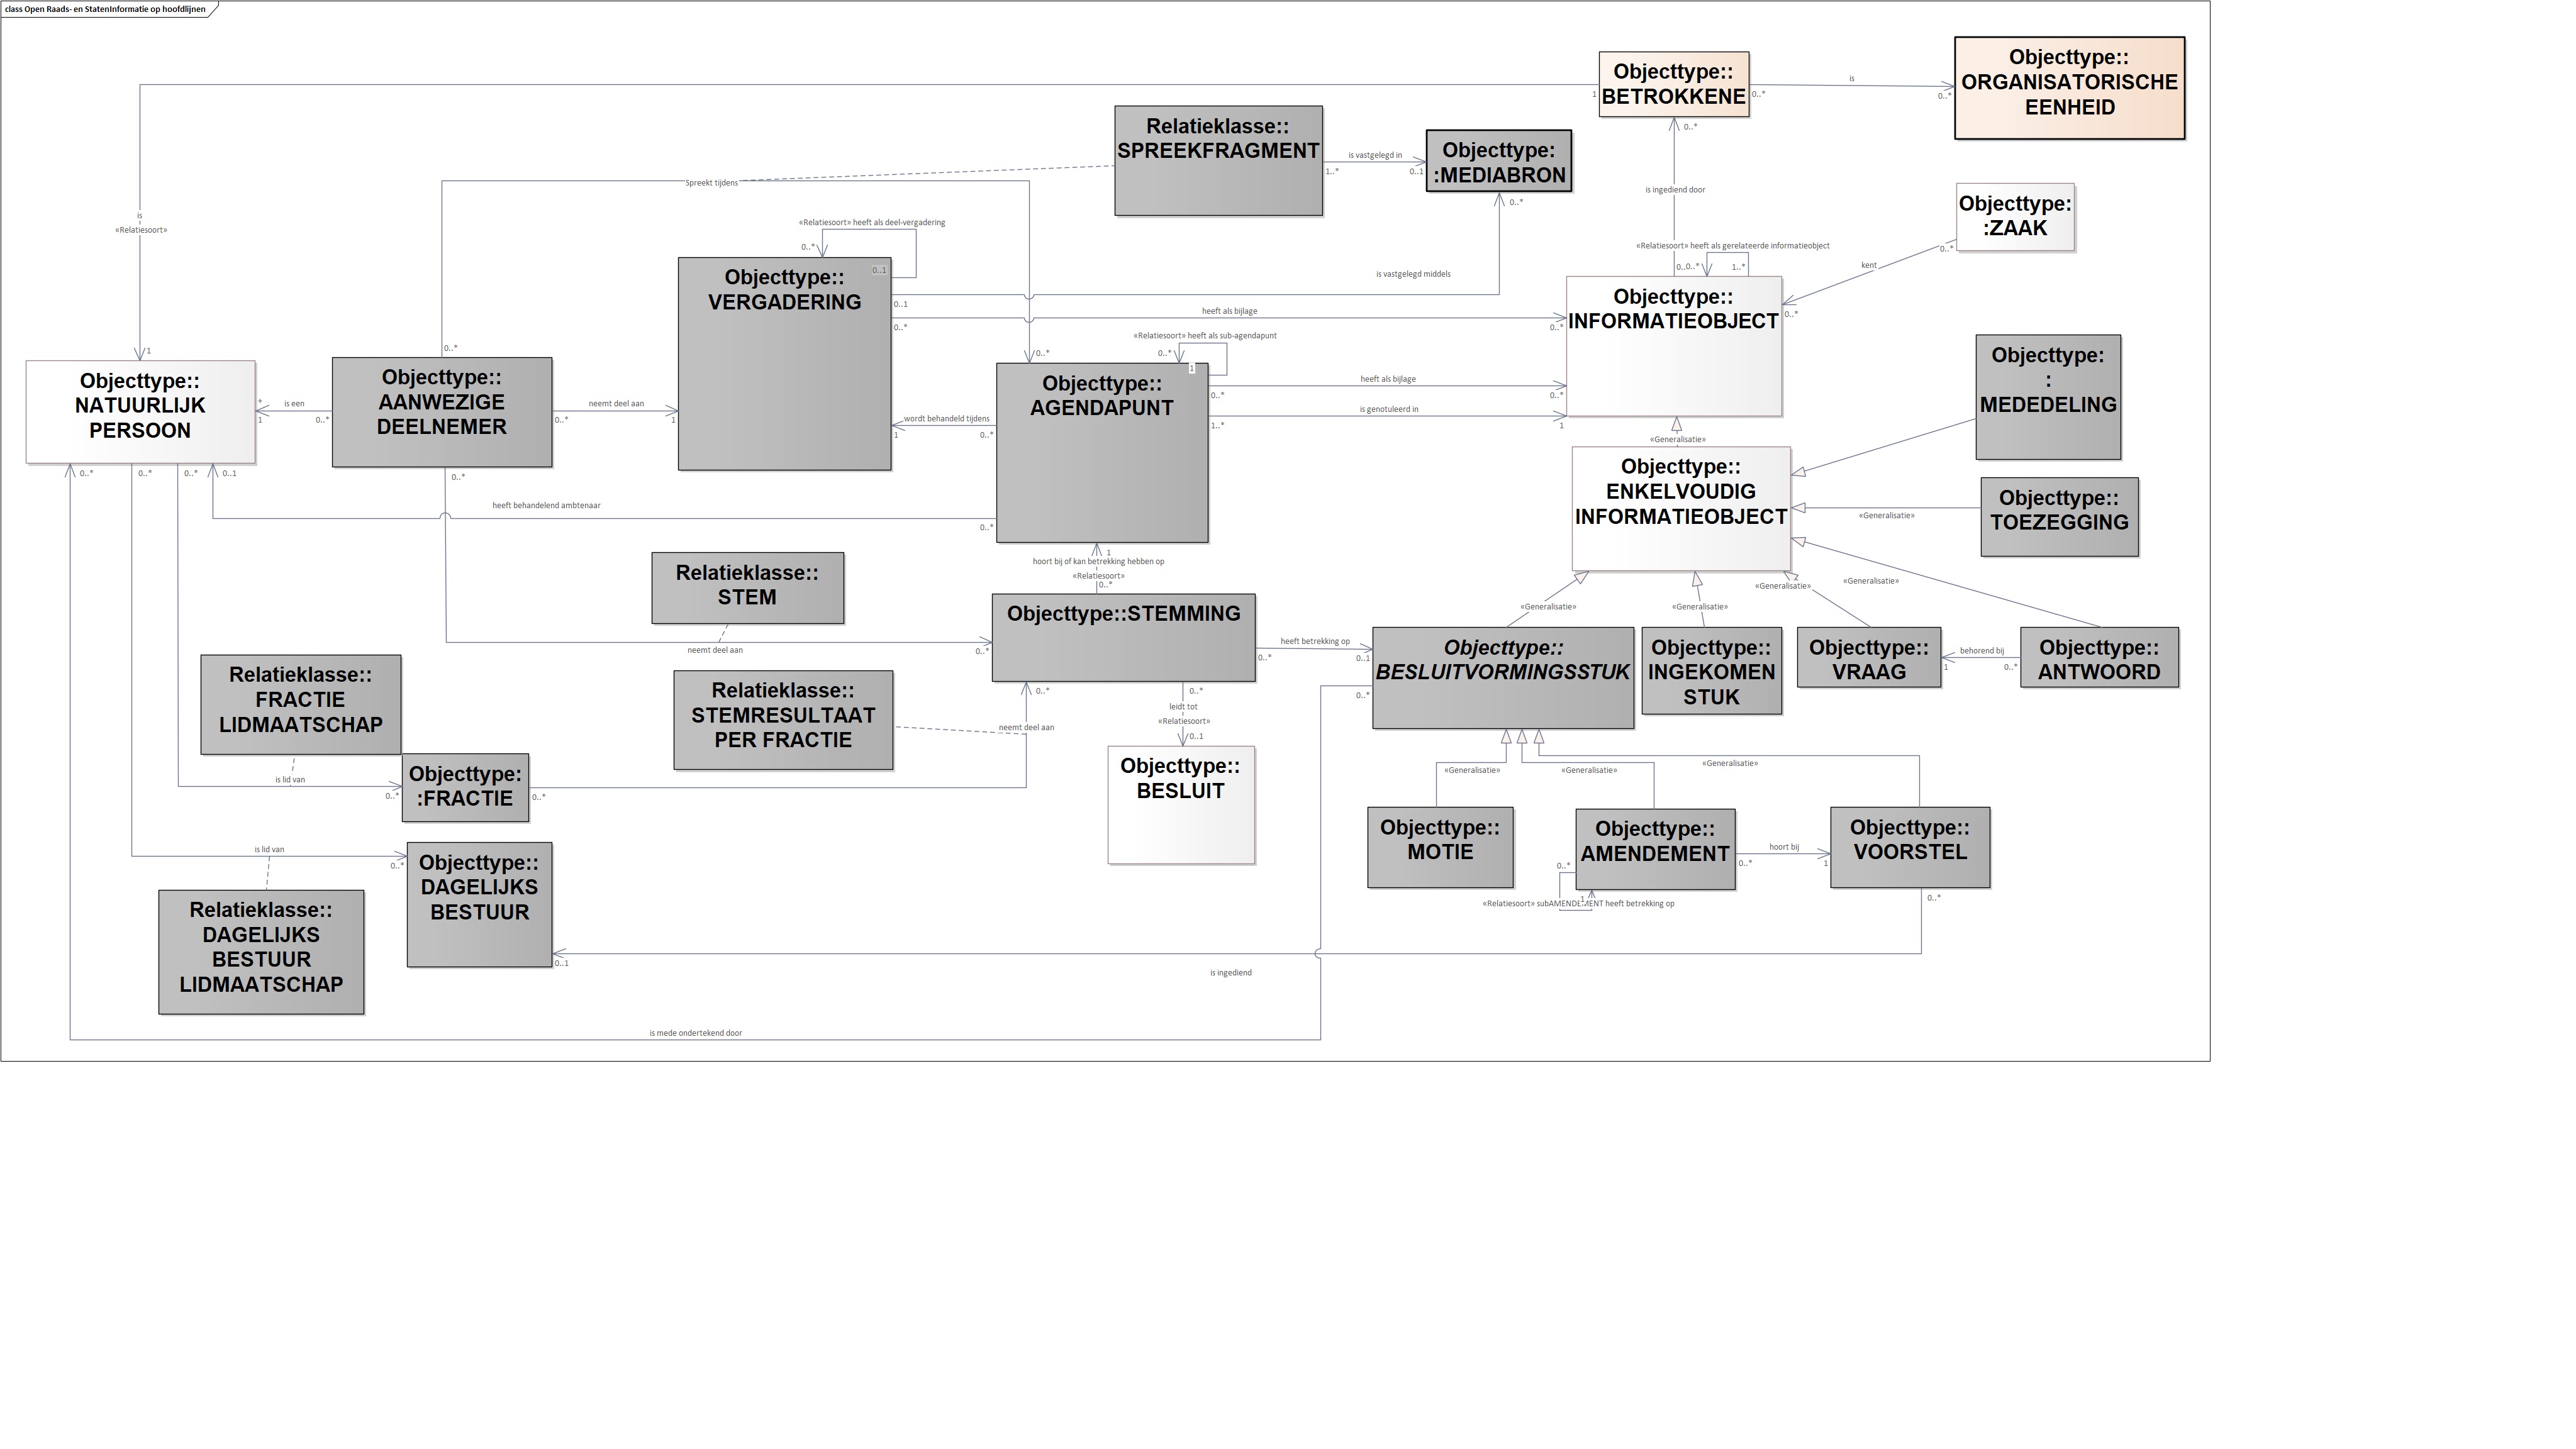 class Open Raads- en StatenInformatie op hoofdlijnen
Objecttype::
ORGANISATORISCHE
EENHEID
Objecttype::
BETROKKENE
is
1
0..*
0..*
Relatieklasse::
SPREEKFRAGMENT
is vastgelegd in
1..*
0..1
Objecttype:
:MEDIABRON
0..*
0..*
is ingediend door
Spreekt tijdens
Objecttype:
:ZAAK
0..*
kent
is
«Relatiesoort»
«Relatiesoort» heeft als deel-vergadering
0..*
0..1
«Relatiesoort» heeft als gerelateerde informatieobject
0..
0..*
1..*
Objecttype::
VERGADERING
is vastgelegd middels
0..1
heeft als bijlage
0..*
0..*
Objecttype::
INFORMATIEOBJECT
0..*
«Relatiesoort» heeft als sub-agendapunt
0..*
1
0..*
0..*
1
Objecttype::
NATUURLIJK
PERSOON
+
1
is een
0..*
Objecttype::
AANWEZIGE
DEELNEMER
neemt deel aan
0..*
1
wordt behandeld tijdens
1
0..*
Objecttype::
AGENDAPUNT
heeft als bijlage
0..*
0..*
is genotuleerd in
1..*
1
Objecttype:
:
MEDEDELING
«Generalisatie»
Objecttype::
ENKELVOUDIG
INFORMATIEOBJECT
Objecttype::
TOEZEGGING
«Generalisatie»
0..*
0..*
0..*
0..1
0..*
heeft behandelend ambtenaar
0..*
1
hoort bij of kan betrekking hebben op
«Relatiesoort»
0..*
Relatieklasse::
STEM
neemt deel aan
0..*
Objecttype::STEMMING
heeft betrekking op
0..*
0..1
«Generalisatie»
«Generalisatie»
«Generalisatie»
«Generalisatie»
Objecttype::
BESLUITVORMINGSSTUK
0..*
Objecttype::
INGEKOMEN
STUK
Objecttype::
VRAAG
behorend bij
1
0..*
Objecttype::
ANTWOORD
Relatieklasse::
FRACTIE
LIDMAATSCHAP
Relatieklasse::
STEMRESULTAAT
PER FRACTIE
neemt deel aan
0..*
0..*
leidt tot
«Relatiesoort»
0..1
Objecttype::
BESLUIT
is lid van
0..*
Objecttype:
:FRACTIE
0..*
«Generalisatie»
«Generalisatie»
«Generalisatie»
Objecttype::
MOTIE
Objecttype::
AMENDEMENT
hoort bij
0..*
1
Objecttype::
VOORSTEL
0..*
0..*
1
«Relatiesoort» subAMENDEMENT heeft betrekking op
is lid van
0..*
Objecttype::
DAGELIJKS
BESTUUR
0..1
Relatieklasse::
DAGELIJKS
BESTUUR
LIDMAATSCHAP
is ingediend
is mede ondertekend door